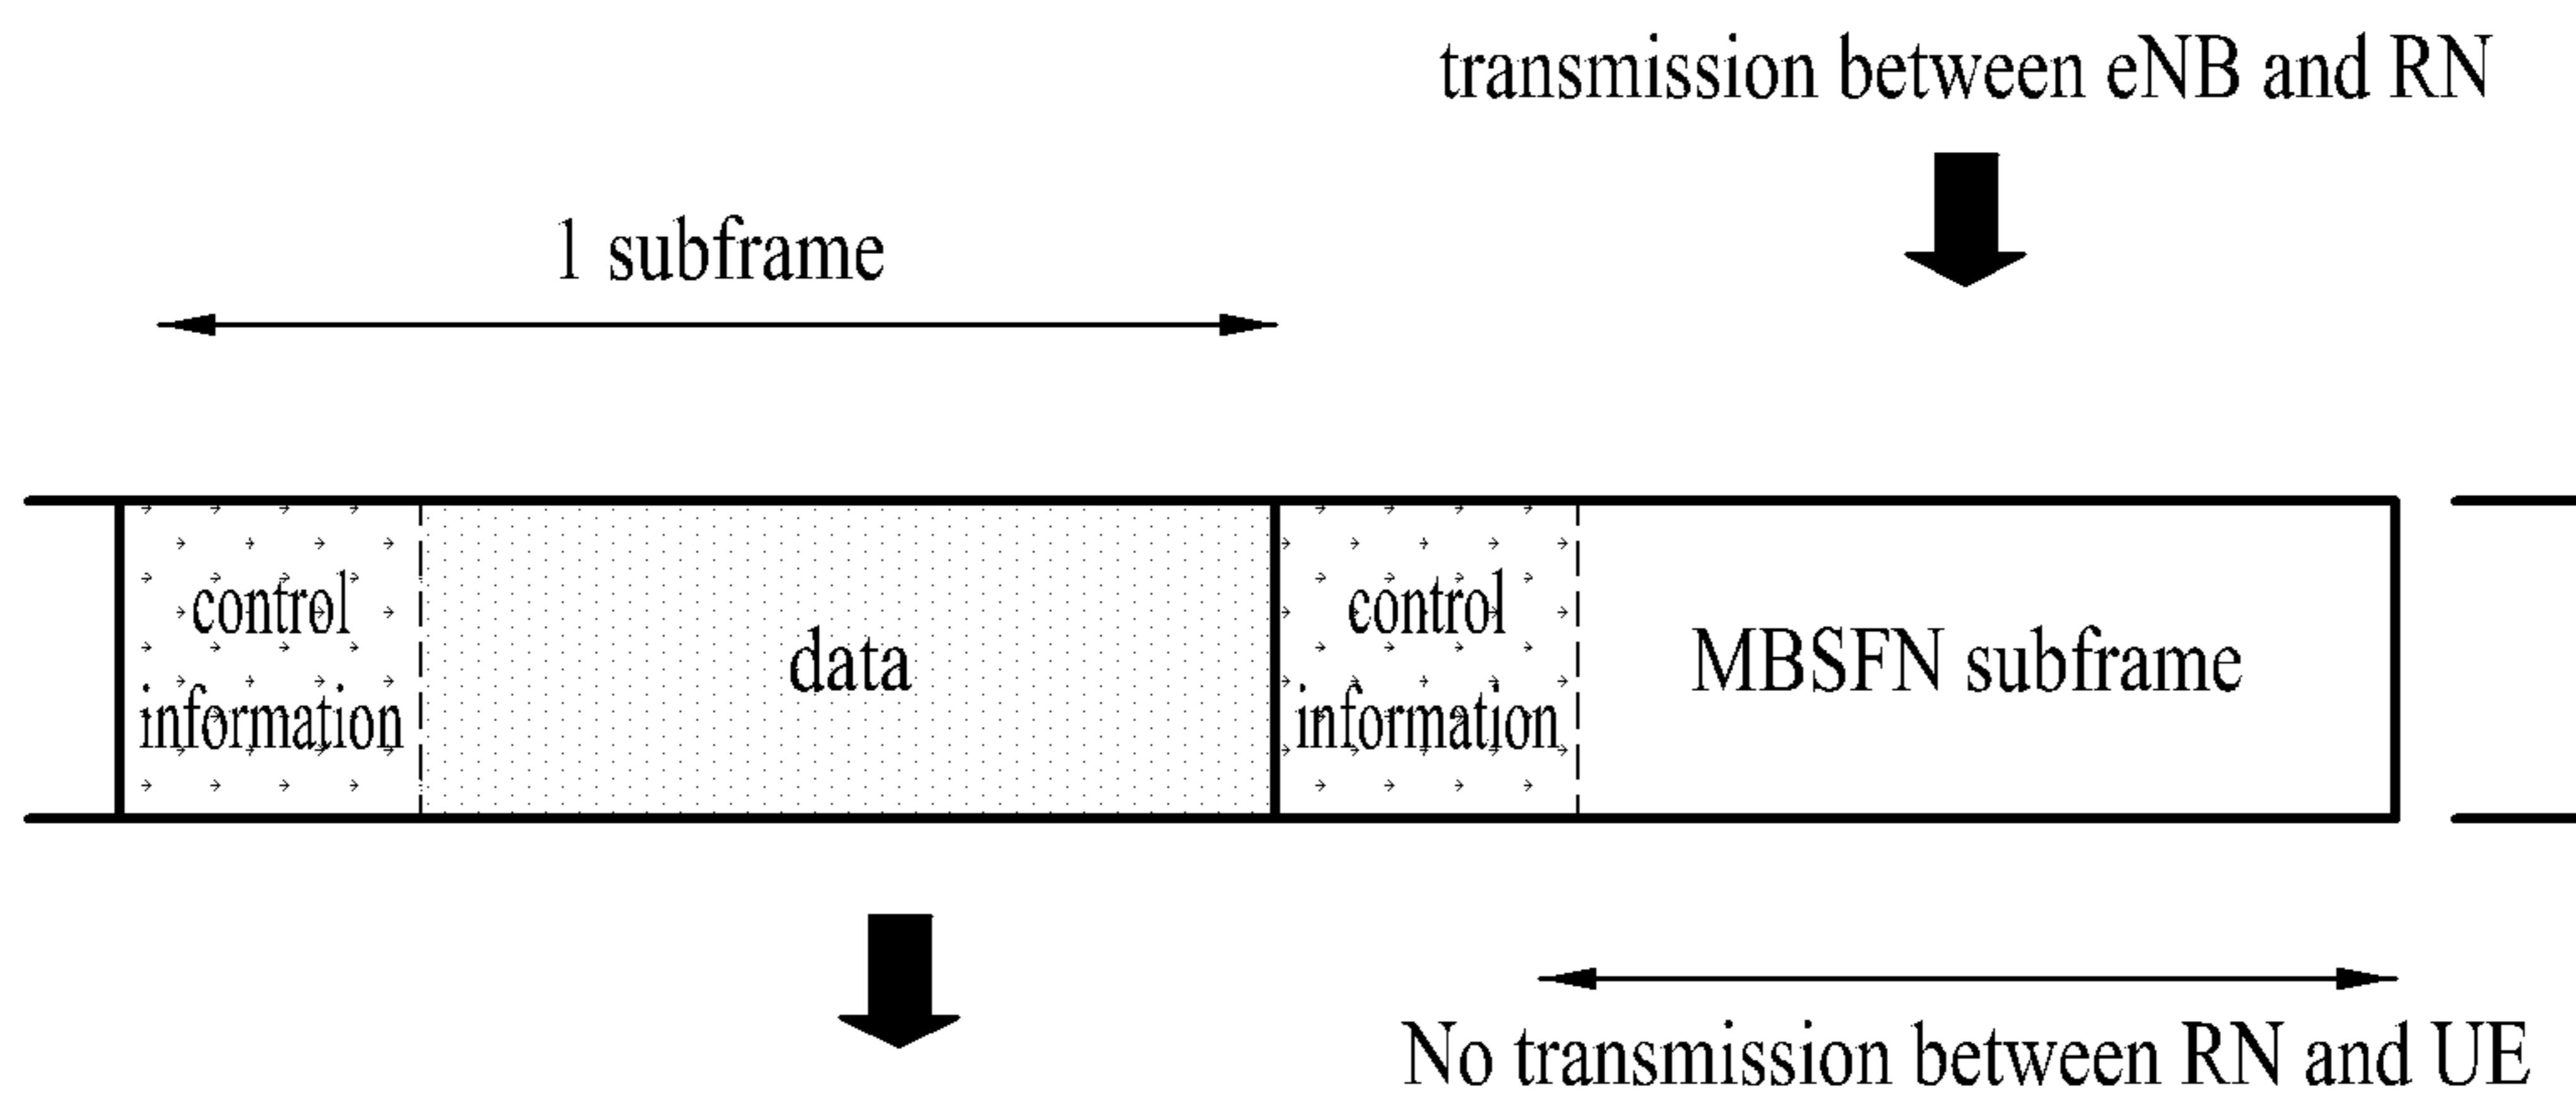 transmission between eNB and RN
1 subframe
control
information
data
control
information
MBSFN subframe
No transmission between RN and UE